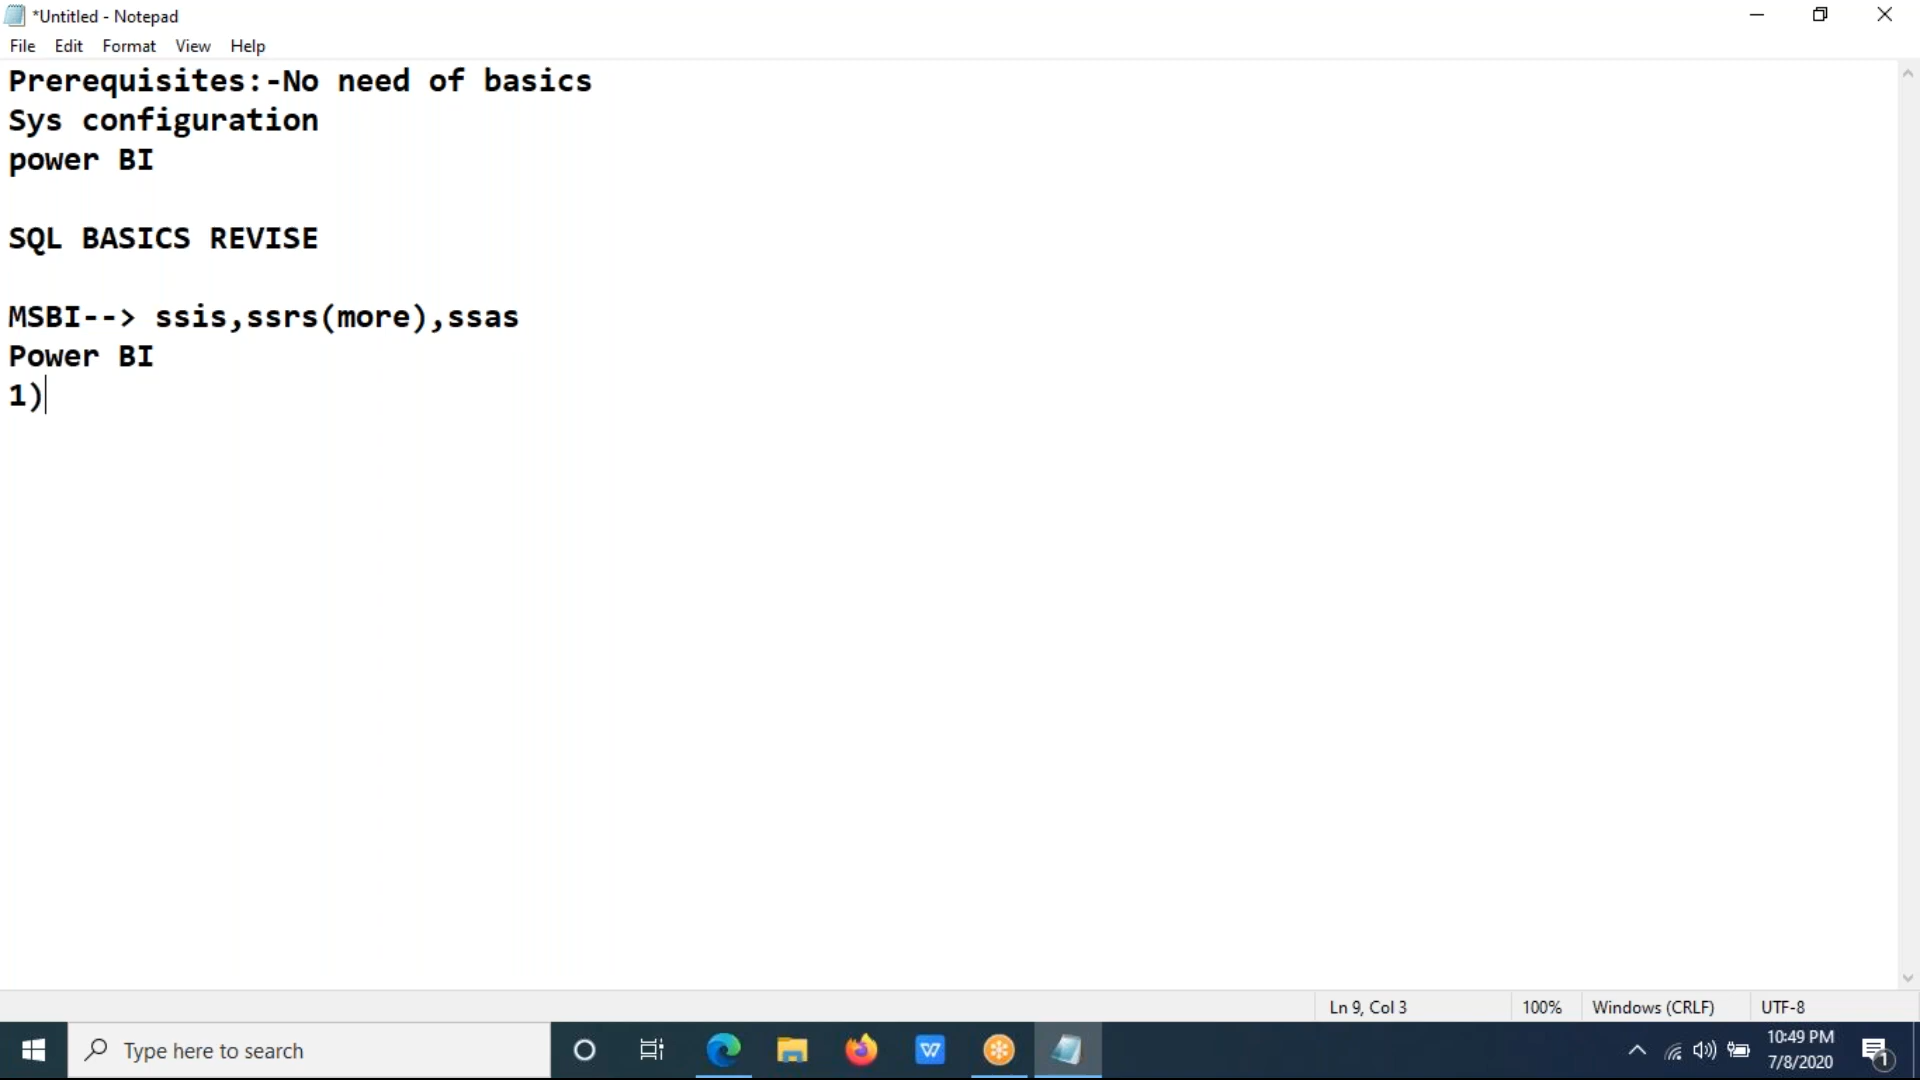 *Untitled - Notepad
File Edit Format View Help
Prerequisites:-No need of basics
Sys configuration
power BI
SQL BASICS REVISE
MSBI--> ssis,ssrs(more),ssas
Power BI
1)
Ln 9, Col 3 100% Windows (CRLF) UTF-8
Type here to search
10:49 PM
7/8/2020
1